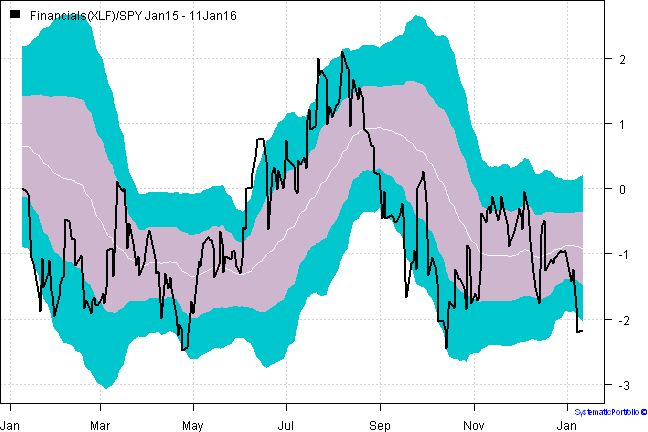 Financials(XLF)/SPY Jan15 - 11Jan16
2
1
0
-1
-2
-3
Jan Mar May Jul Sep Nov Jan
SystematicPortfolio ©